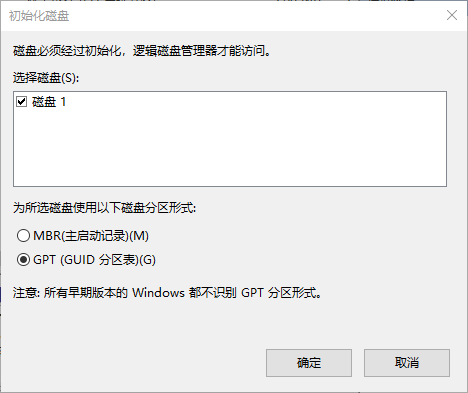 初始化磁盘
磁盘必须经过初始化，逻辑磁盘管理器才能访问。
选择磁盘(S):
磁盘 1
为所选磁盘使用以下磁盘分区形式:
MBR(主启动记录)(M)
GPT (GUID 分区表)(G)
注意: 所有早期版本的 Windows 都不识别 GPT 分区形式。
确定
取消